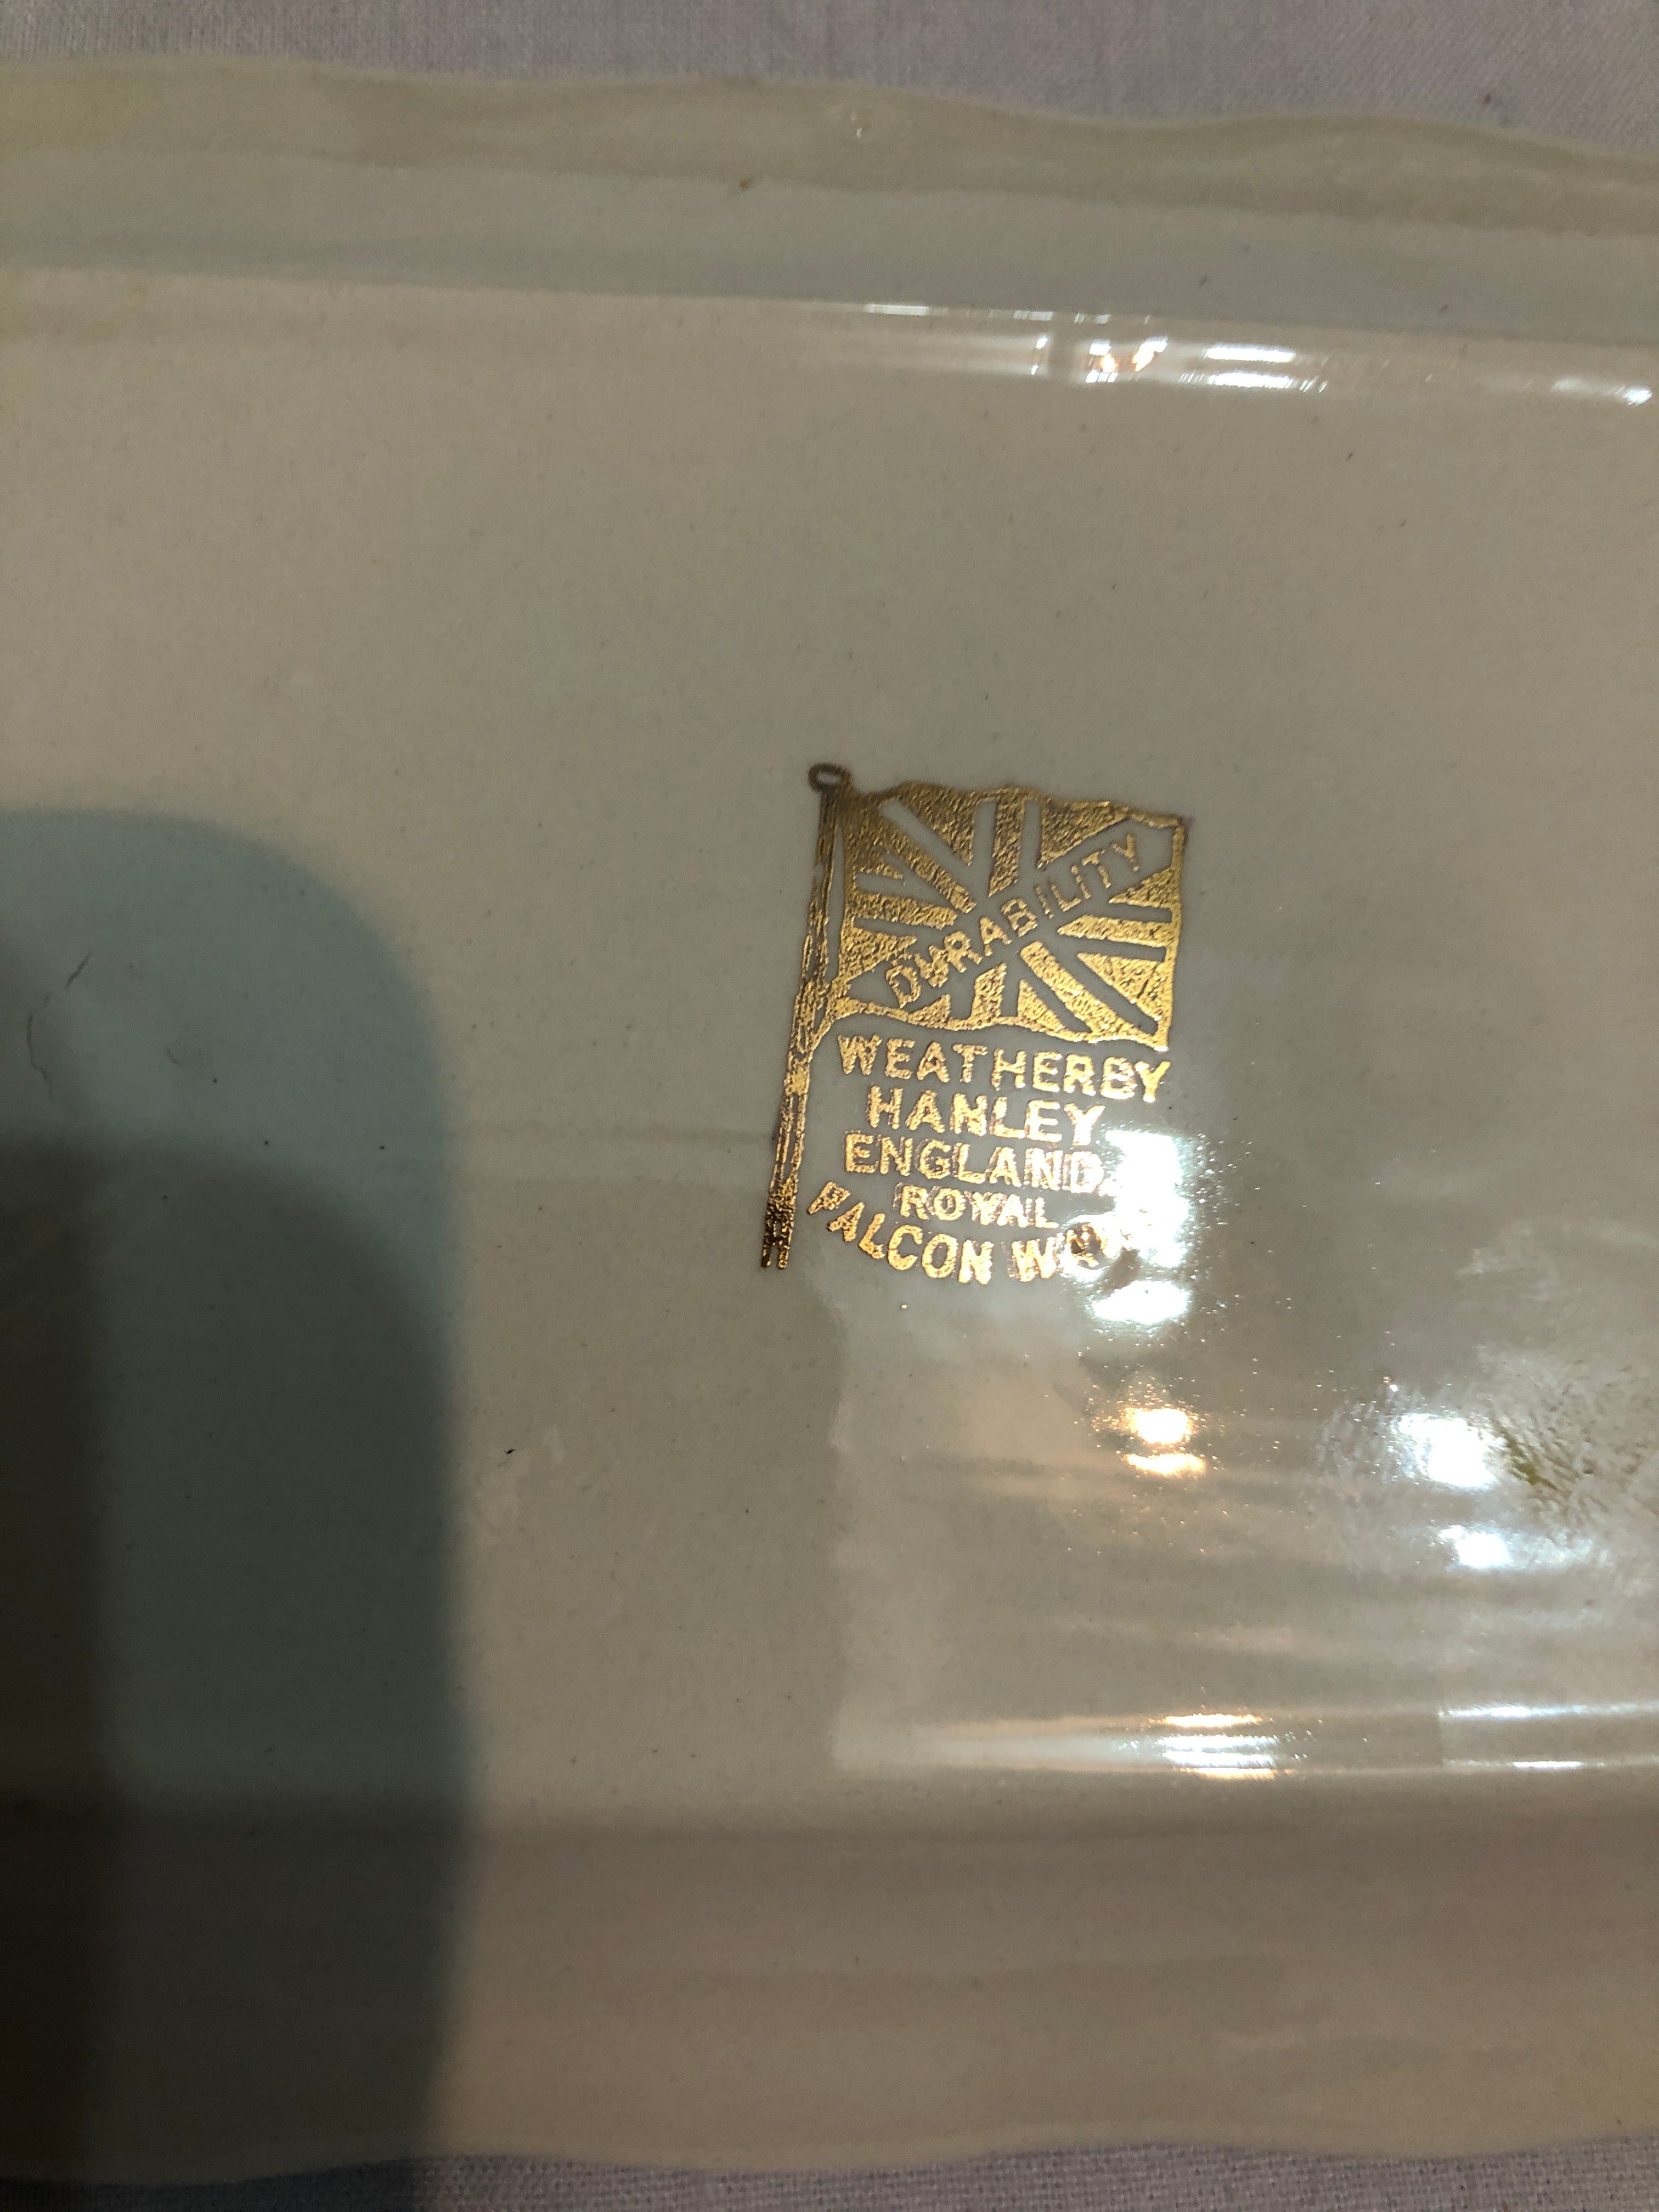 DURABILITY
WEATHERBY
HANLEY
ENGLAND
ROYAL
FALCON